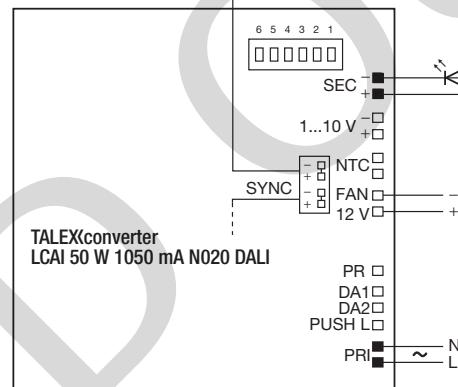 6 5 4 3 2 1
SEC - +
1...10 V - +
- + NTC
SYNC - + FAN -
12 V +
TALEXXconverter
LCAI 50 W 1050 mA N020 DALI
PR
DA1
DA2
PUSH L
PRI ~ N
L